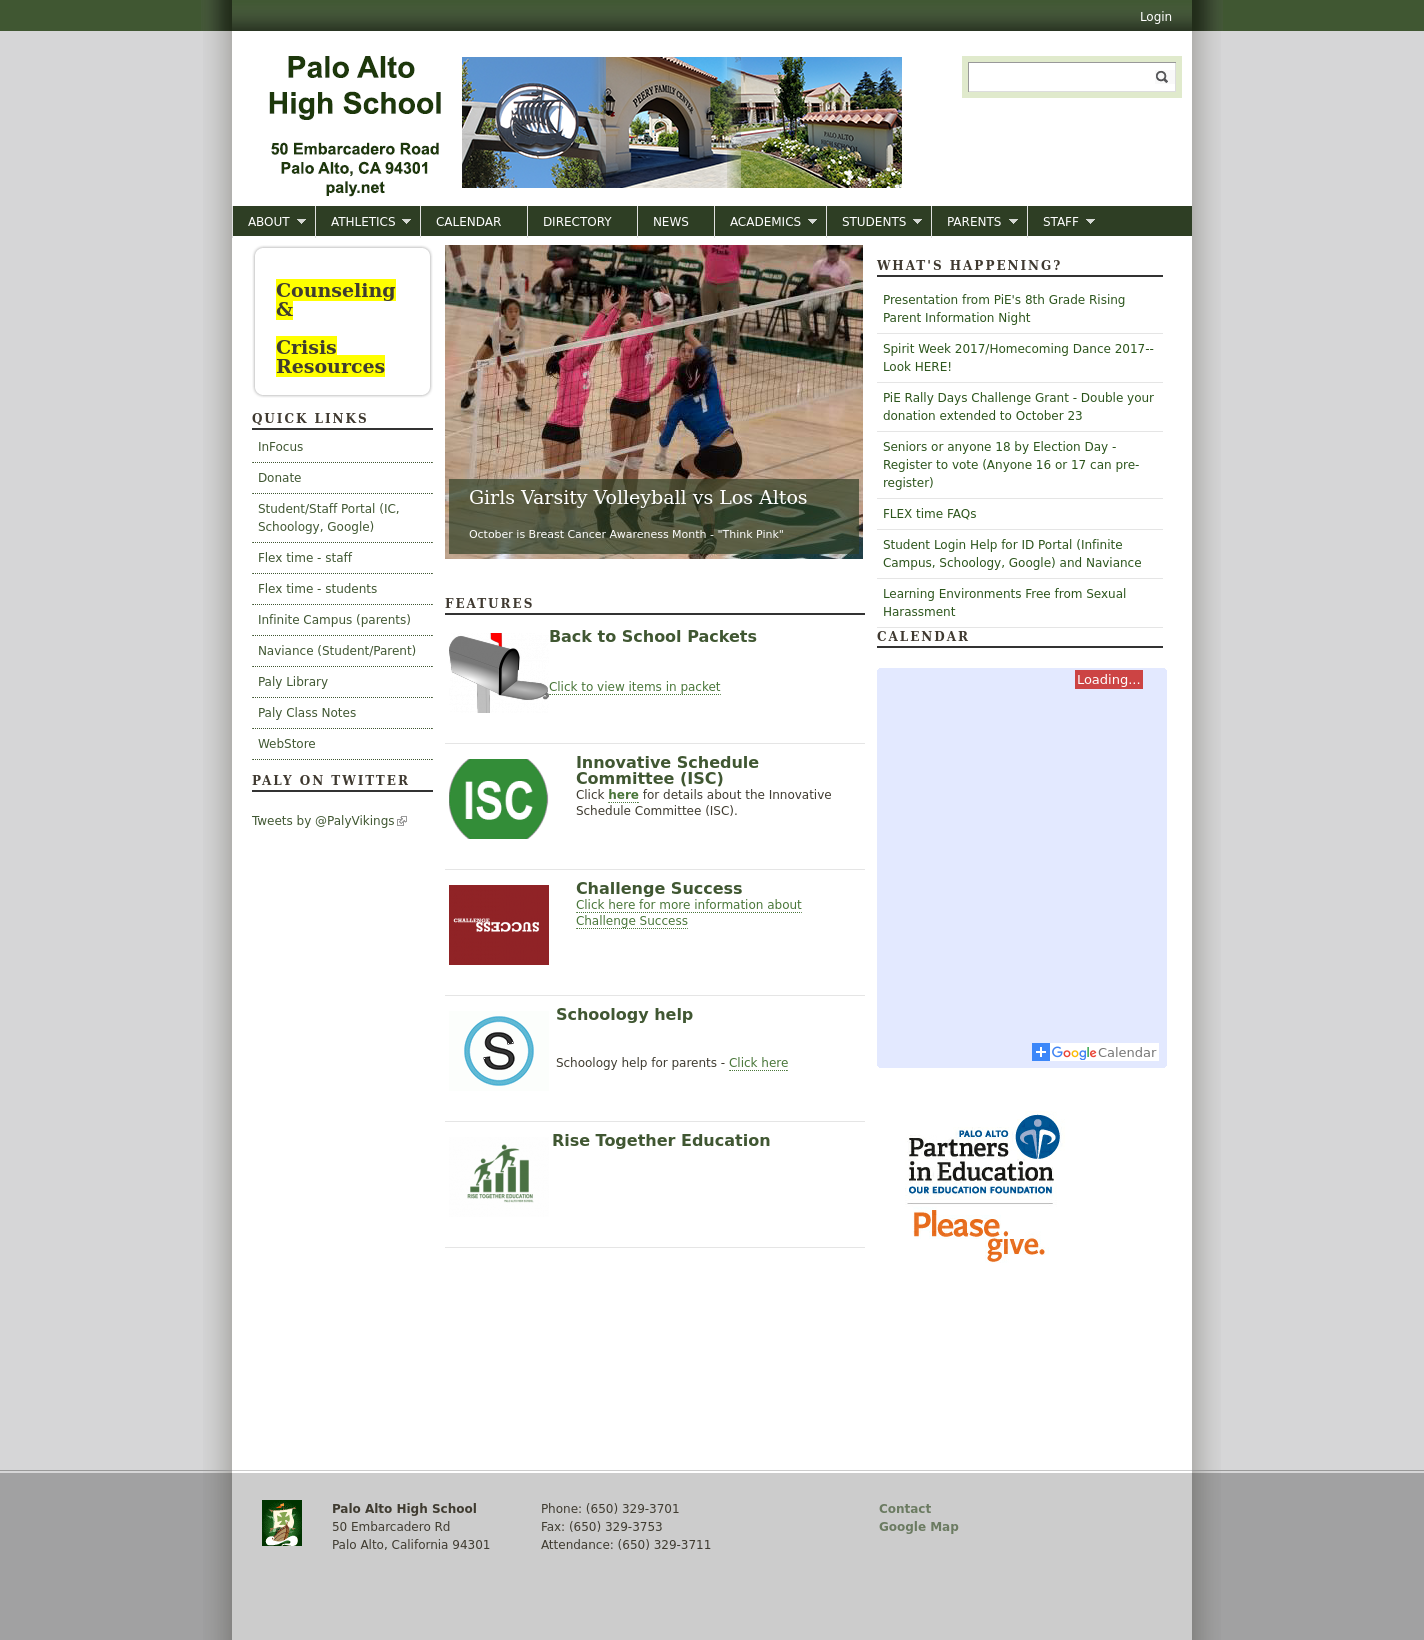 Login
Palo Alto
High School
50 Embarcadero Road
Palo Alto, CA 94301
paly.net
PEERY FAMILY CENTER
PALO ALTO
HIGH SCHOOL
ABOUT ATHLETICS CALENDAR DIRECTORY NEWS ACADEMICS STUDENTS PARENTS STAFF
Counseling
&
Crisis
Resources
QUICK LINKS
InFocus
Donate
Student/Staff Portal (IC,
Schoology, Google)
Flex time - staff
Flex time - students
Infinite Campus (parents)
Naviance (Student/Parent)
Paly Library
Paly Class Notes
WebStore
PALY ON TWITTER
Tweets by @PalyVikings
Girls Varsity Volleyball vs Los Altos
October is Breast Cancer Awareness Month - "Think Pink"
FEATURES
Back to School Packets
Click to view items in packet
ISC
Innovative Schedule
Committee (ISC)
Click here for details about the Innovative
Schedule Committee (ISC).
CHALLENGE
SUCCESS
Challenge Success
Click here for more information about
Challenge Success
S
Schoology help
Schoology help for parents - Click here
RISE TOGETHER EDUCATION
Rise Together Education
WHAT'S HAPPENING?
Presentation from PiE's 8th Grade Rising
Parent Information Night
Spirit Week 2017/Homecoming Dance 2017--
Look HERE!
PiE Rally Days Challenge Grant - Double your
donation extended to October 23
Seniors or anyone 18 by Election Day -
Register to vote (Anyone 16 or 17 can pre-
register)
FLEX time FAQs
Student Login Help for ID Portal (Infinite
Campus, Schoology, Google) and Naviance
Learning Environments Free from Sexual
Harassment
CALENDAR
Loading...
Google Calendar
PALO ALTO
Partners
in Education
OUR EDUCATION FOUNDATION
Please
give.
Palo Alto High School
50 Embarcadero Rd
Palo Alto, California 94301
Phone: (650) 329-3701
Fax: (650) 329-3753
Attendance: (650) 329-3711
Contact
Google Map